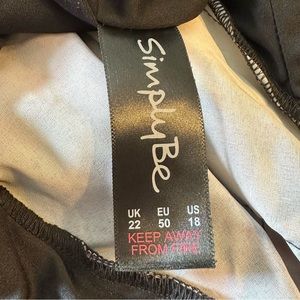 SimplyBe
UK EU US
22 50 18
KEEP AWAY
FROM FIRE